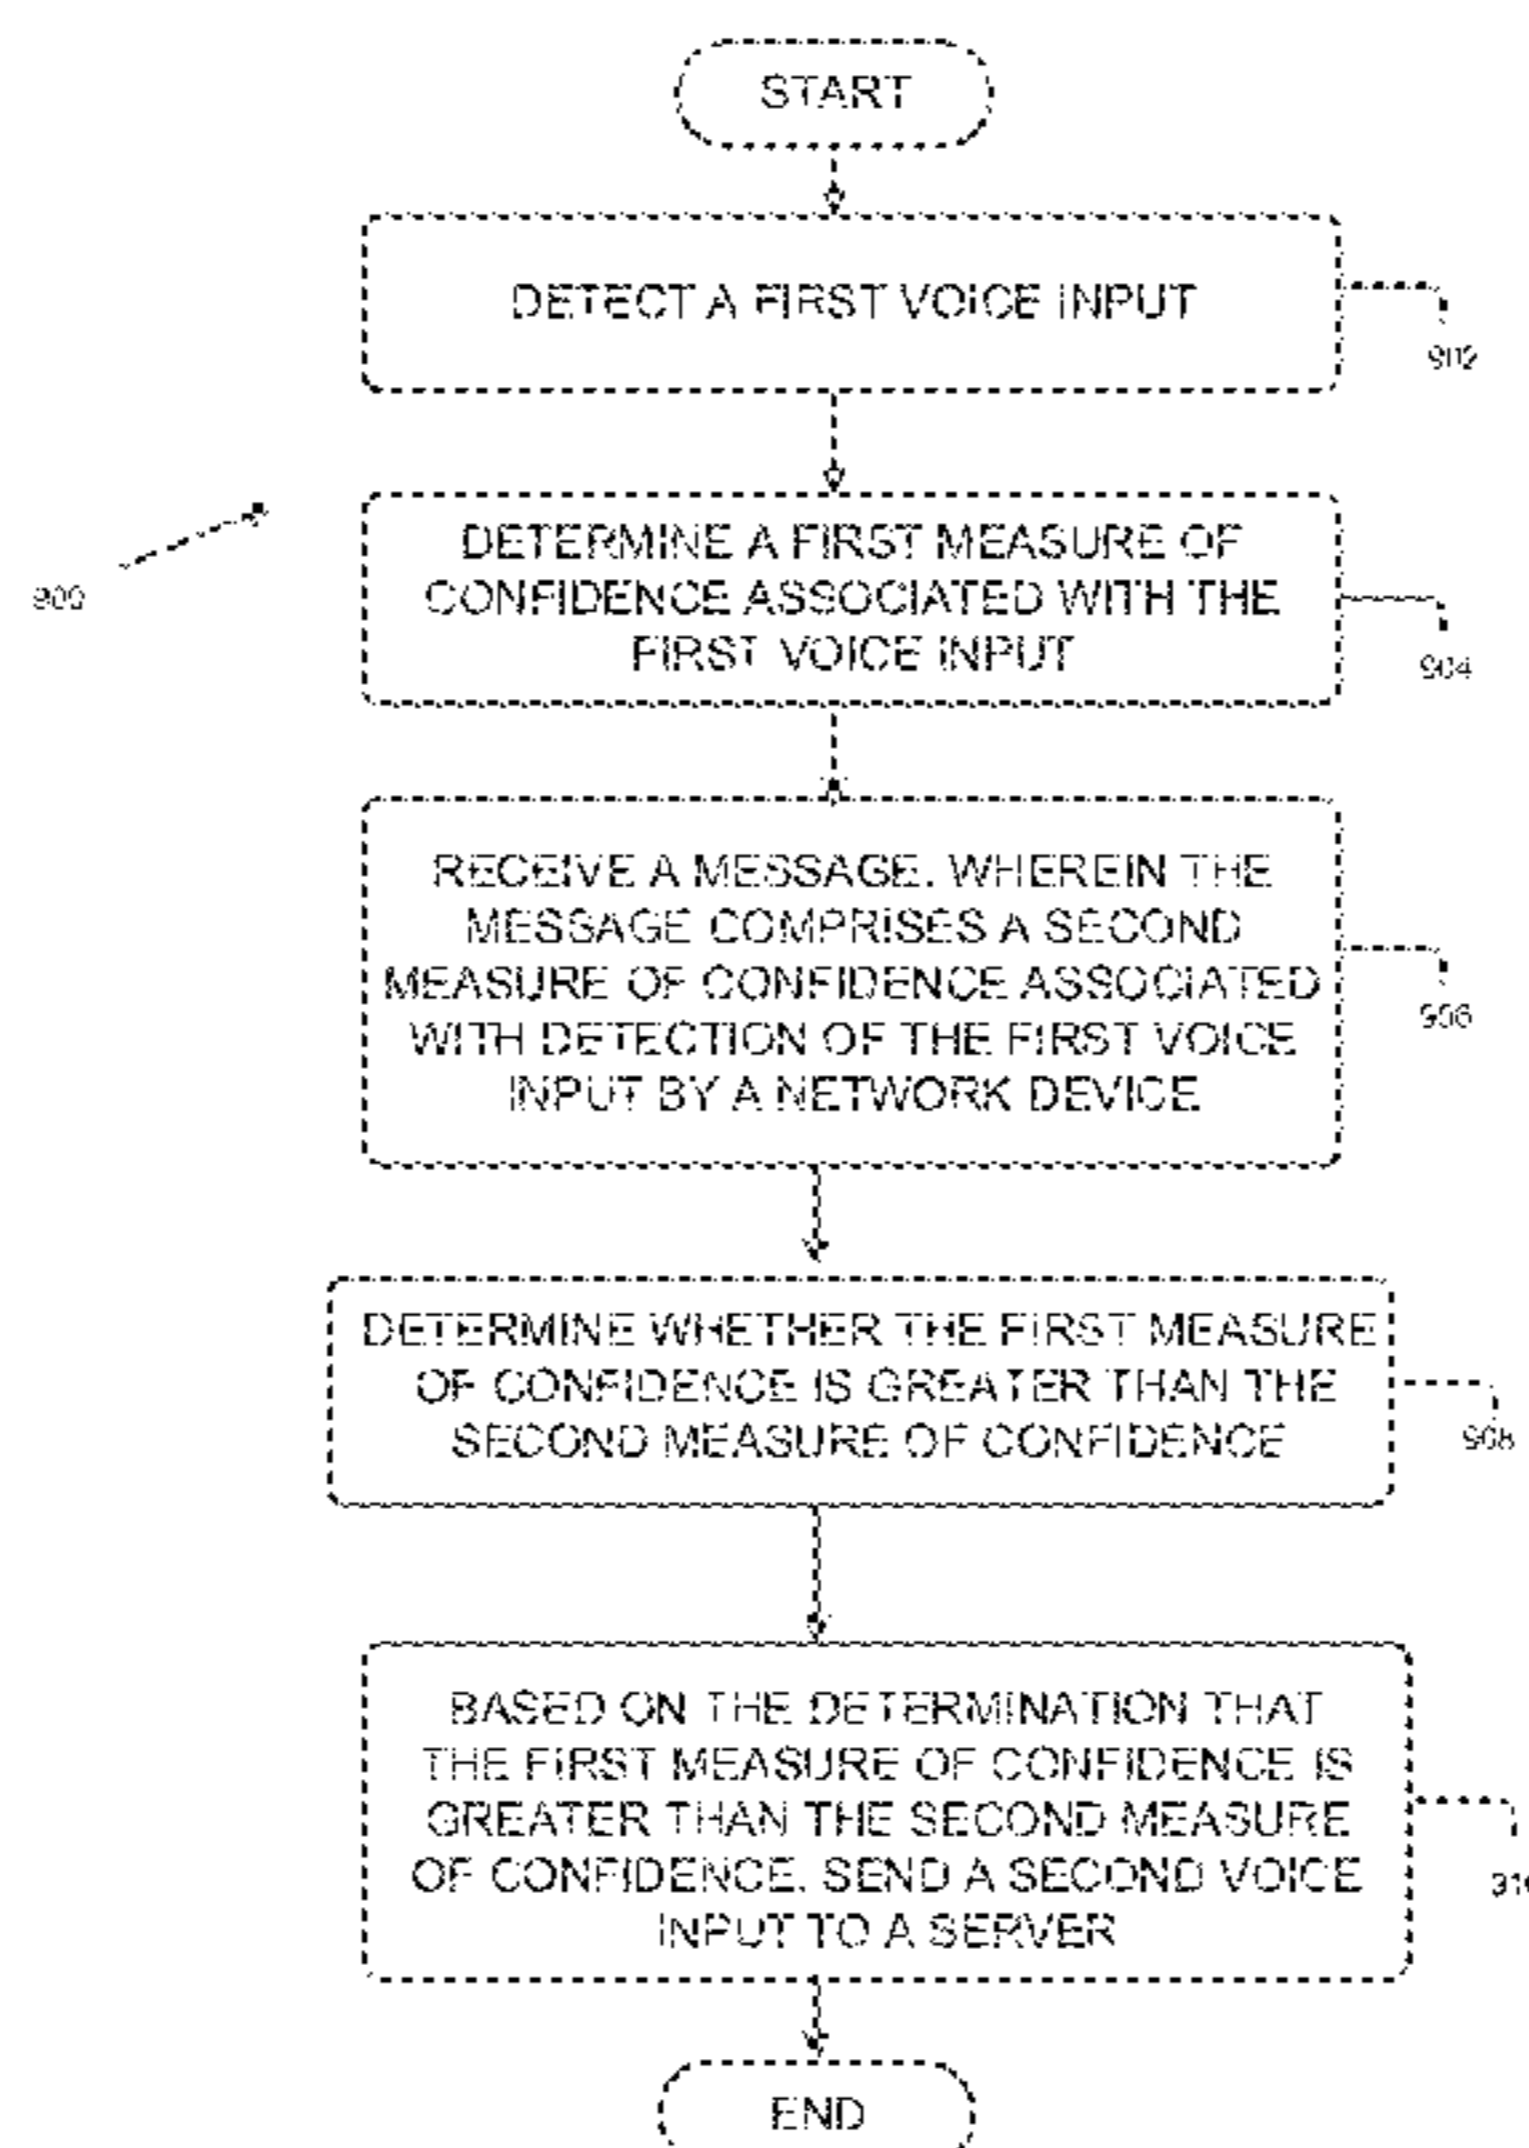 START
DETECT A FIRST VOICE INPUT
902
900
DETERMINE A FIRST MEASURE OF
CONFIDENCE ASSOCIATED WITH THE
FIRST VOICE INPUT
904
RECEIVE A MESSAGE, WHEREIN THE
MESSAGE COMPRISES A SECOND
MEASURE OF CONFIDENCE ASSOCIATED
WITH DETECTION OF THE FIRST VOICE
INPUT BY A NETWORK DEVICE
906
DETERMINE WHETHER THE FIRST MEASURE
OF CONFIDENCE IS GREATER THAN THE
SECOND MEASURE OF CONFIDENCE
908
BASED ON THE DETERMINATION THAT
THE FIRST MEASURE OF CONFIDENCE IS
GREATER THAN THE SECOND MEASURE
OF CONFIDENCE, SEND A SECOND VOICE
INPUT TO A SERVER
END